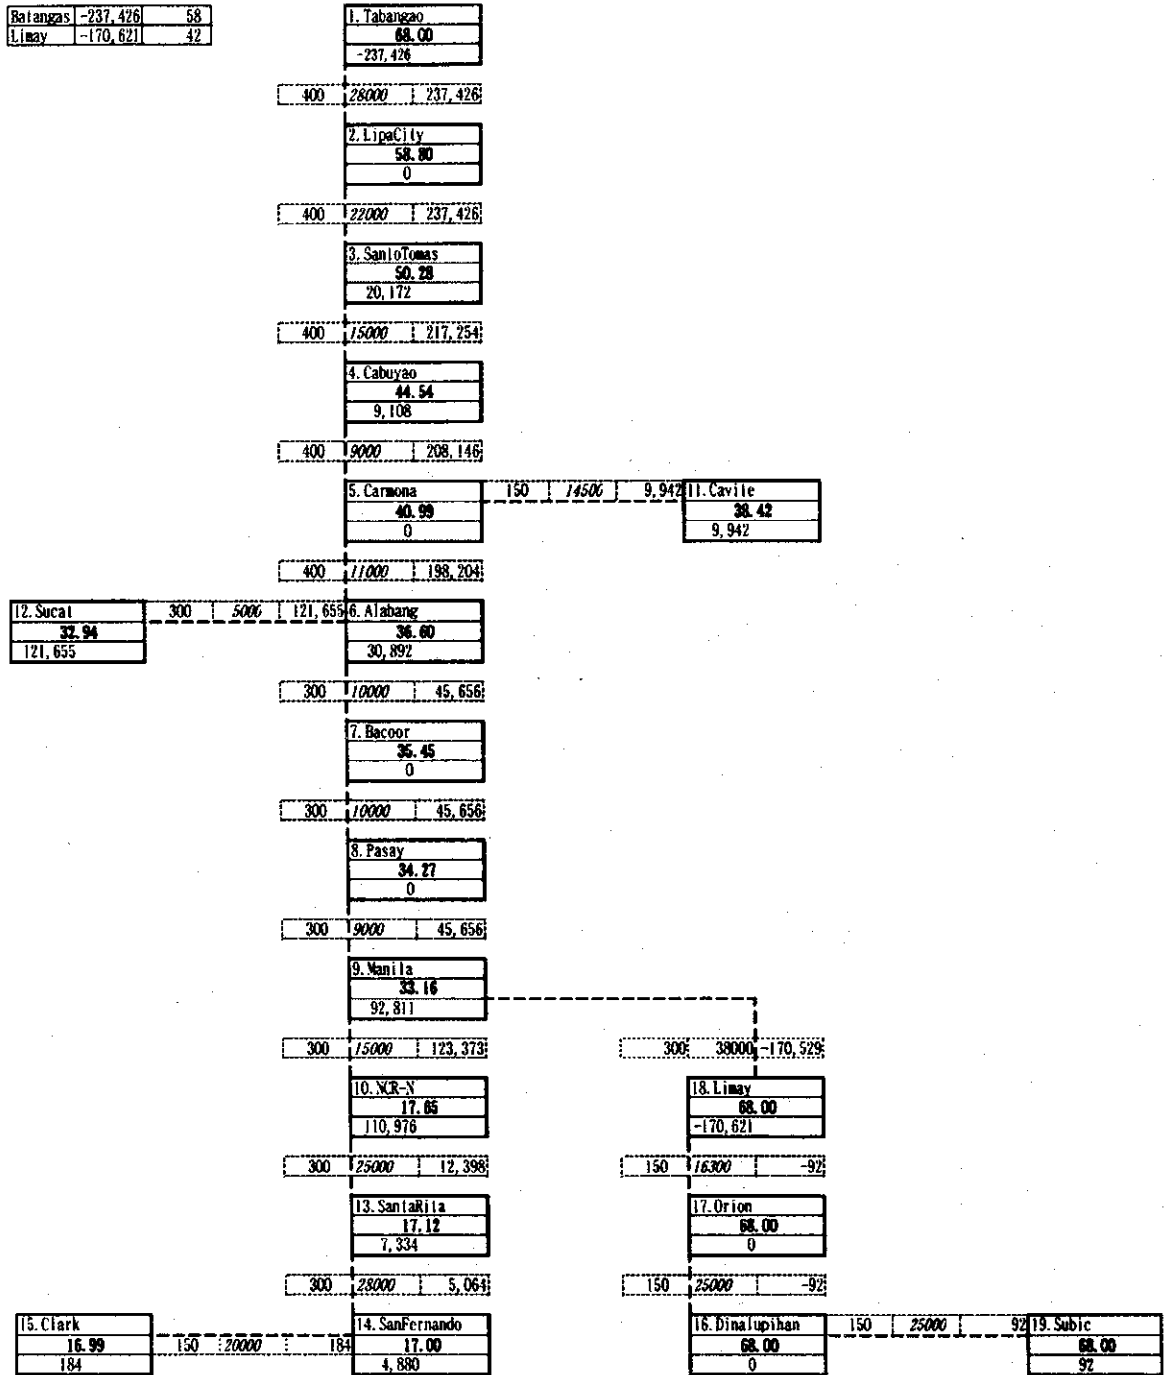 Batangas -237,426 58
Limay -170,621 42
1. Tabangao
68.00
-237,426
400 28000 237,426
2. LipaCity
58.80
0
400 22000 237,426
3. SantoTomas
50.28
20,172
400 15000 217,254
4. Cabuyao
44.54
9,108
400 9000 208,146
5. Carmona 150 14500 9,942 11. Cavite
40.99 38.42
0 9,942
400 11000 198,204
12. Sucat 300 5000 121,655 6. Alabang
32.94 36.60
121,655 30,892
300 10000 45,656
7. Bacoor
35.45
0
300 10000 45,656
8. Pasay
34.27
0
300 9000 45,656
9. Manila
33.16
92,811
300 15000 123,373 300 38000 -170,529
10. NCR-N 18. Limay
17.65 68.00
110,976 -170,621
300 25000 12,398 150 16300 -92
13. SantaRita 17. Orion
17.12 68.00
7,334 0
300 28000 5,064 150 25000 -92
15. Clark 14. SanFernando 16. Dinalupihan 150 25000 92 19. Subic
16.99 150 20000 184 17.00 68.00 68.00
184 4,880 0 92